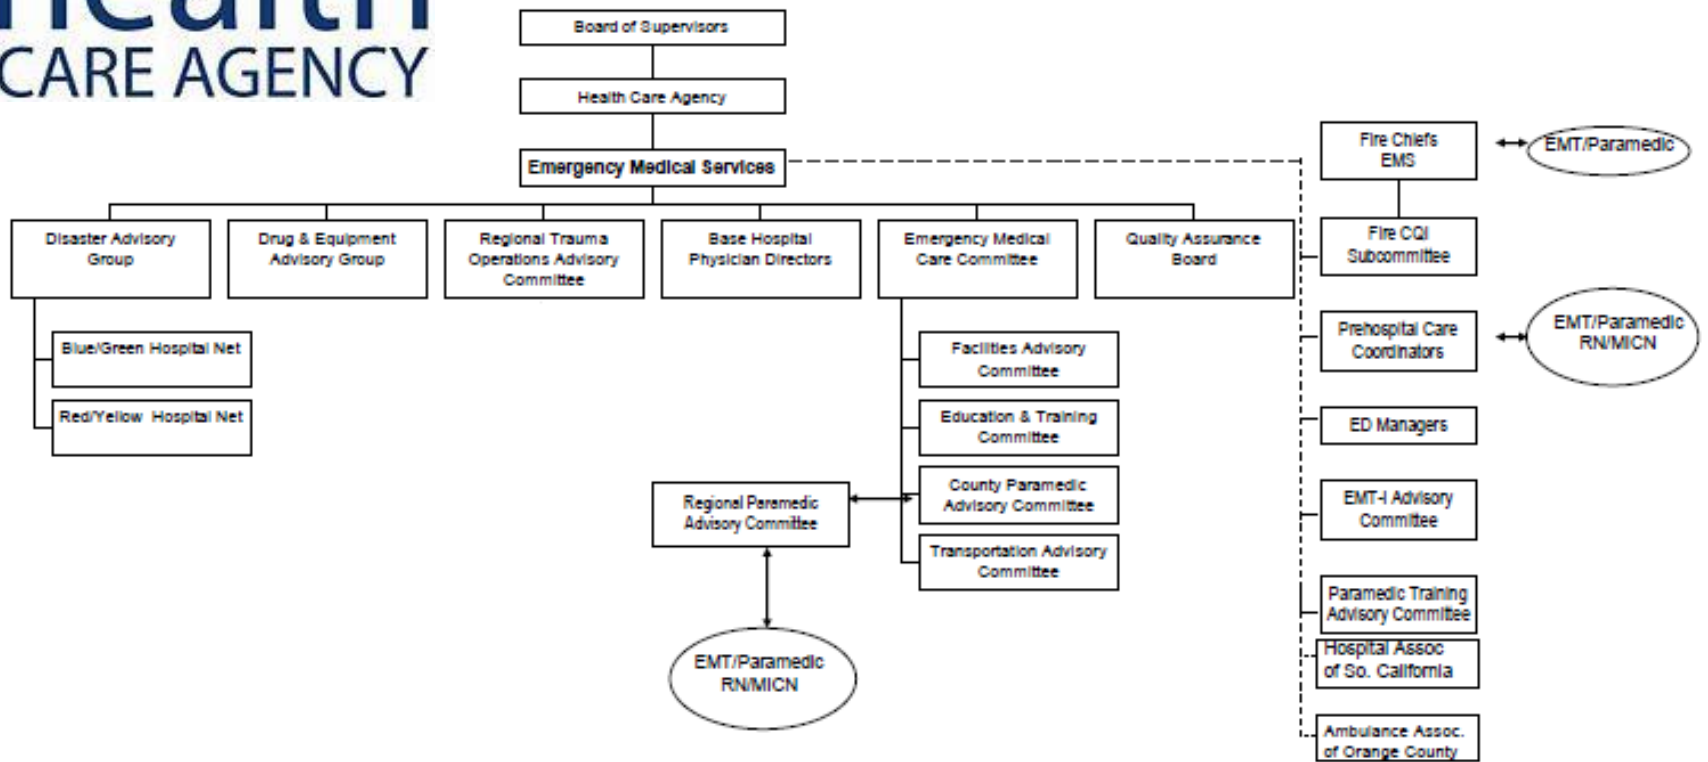 Health
CARE AGENCY
Board of Supervisors
Health Care Agency
Emergency Medical Services
Disaster Advisory
Group
Drug & Equipment
Advisory Group
Regional Trauma
Operations Advisory
Committee
Base Hospital
Physician Directors
Emergency Medical
Care Committee
Quality Assurance
Board
Blue/Green Hospital Net
Red/Yellow Hospital Net
Facilities Advisory
Committee
Education & Training
Committee
County Paramedic
Advisory Committee
Transportation Advisory
Committee
Regional Paramedic
Advisory Committee
EMT/Paramedic
RN/MICN
Fire Chiefs
EMS
EMT/Paramedic
Fire CQI
Subcommittee
Prehospital Care
Coordinators
EMT/Paramedic
RN/MICN
ED Managers
EMT-I Advisory
Committee
Paramedic Training
Advisory Committee
Hospital Assoc
of So. California
Ambulance Assoc.
of Orange County